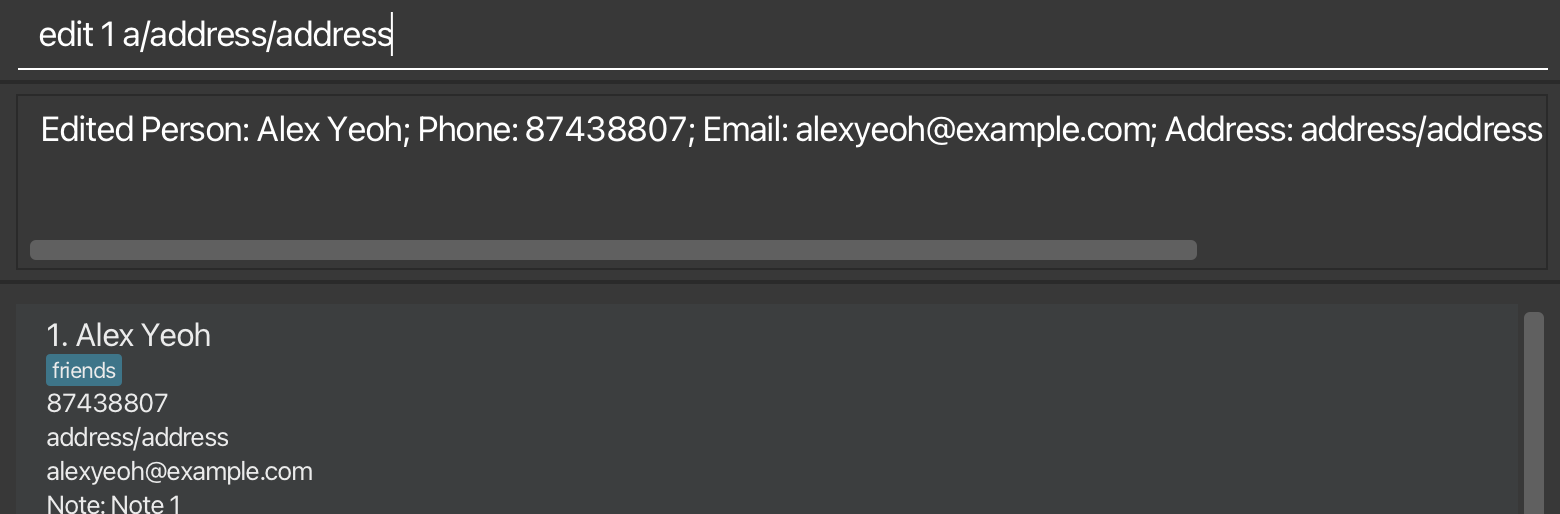 edit 1 a/address/address
Edited Person: Alex Yeoh; Phone: 87438807; Email: alexyeoh@example.com; Address: address/address
1. Alex Yeoh
friends
87438807
address/address
alexyeoh@example.com
Note: Note 1